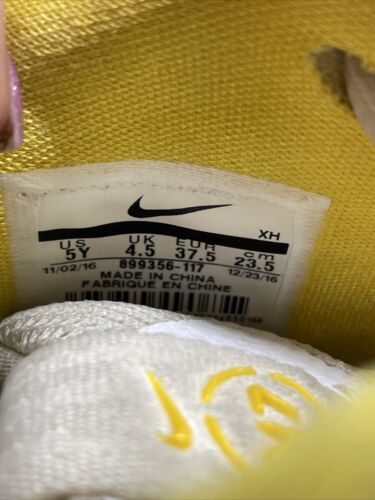 XH
US UK EUR cm
5Y 4.5 37.5 23.5
11/02/16 899356-117 12/23/16
MADE IN CHINA
FABRIQUE EN CHINE